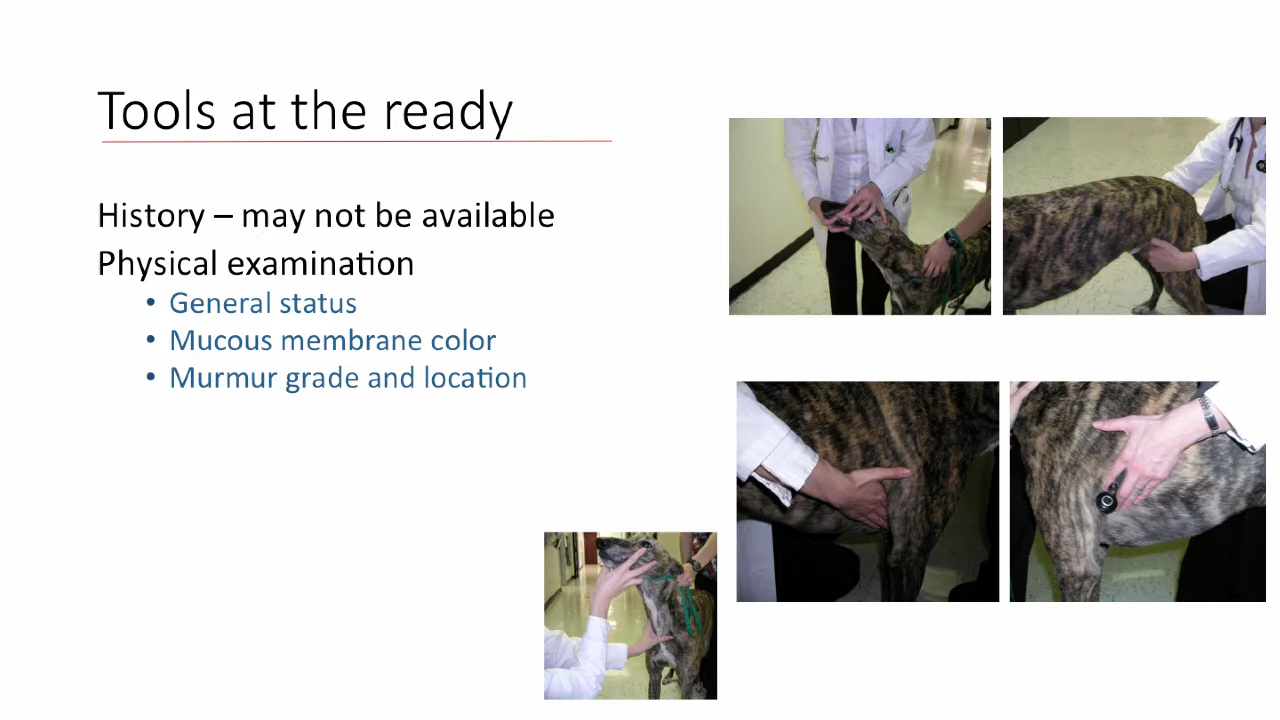 Tools at the ready
History – may not be available
Physical examination
• General status
• Mucous membrane color
• Murmur grade and location